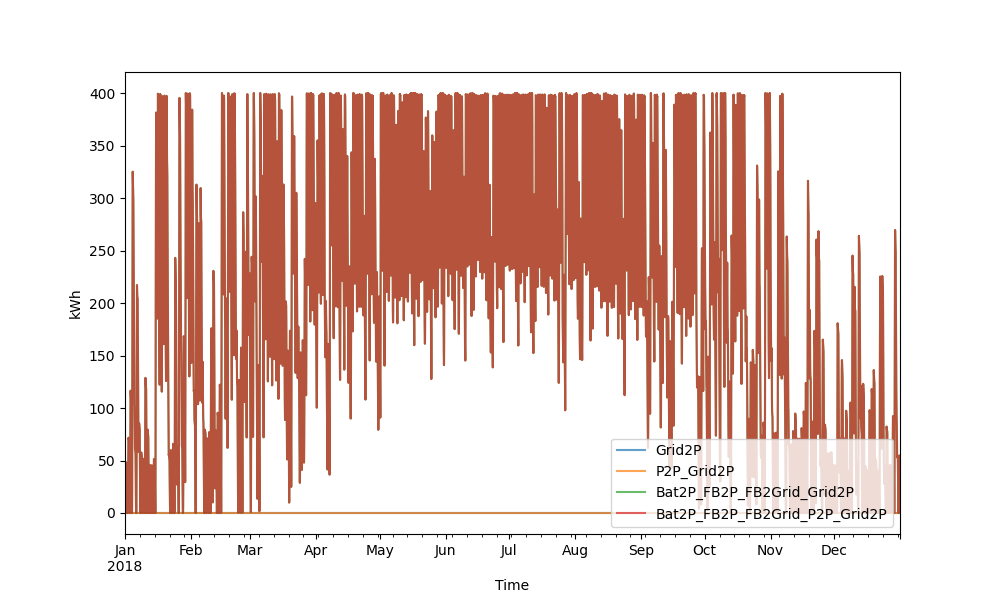 400
350
300
250
200
150
100
50
0
kWh
Jan Feb Mar Apr May Jun Jul Aug Sep Oct Nov Dec
2018
Time
Grid2P
P2P_Grid2P
Bat2P_FB2P_FB2Grid_Grid2P
Bat2P_FB2P_FB2Grid_P2P_Grid2P